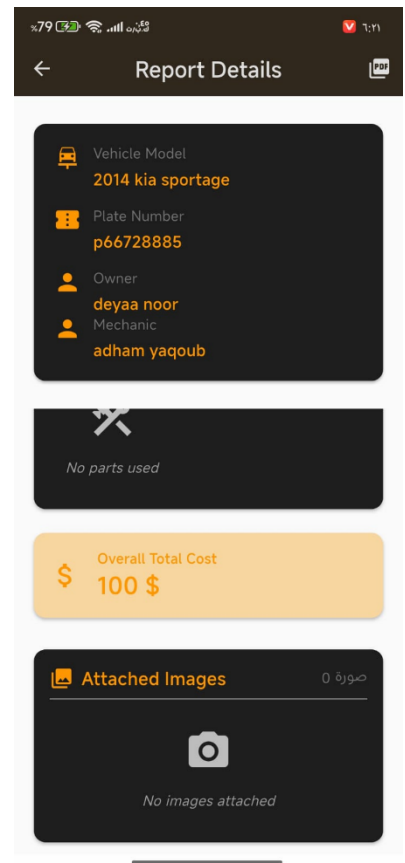 %79 ٦:٢١
Report Details
PDF
Vehicle Model
2014 kia sportage
Plate Number
p66728885
Owner
deyaa noor
Mechanic
adham yaqoub
No parts used
Overall Total Cost
$ 100 $
Attached Images 0 صورة
No images attached